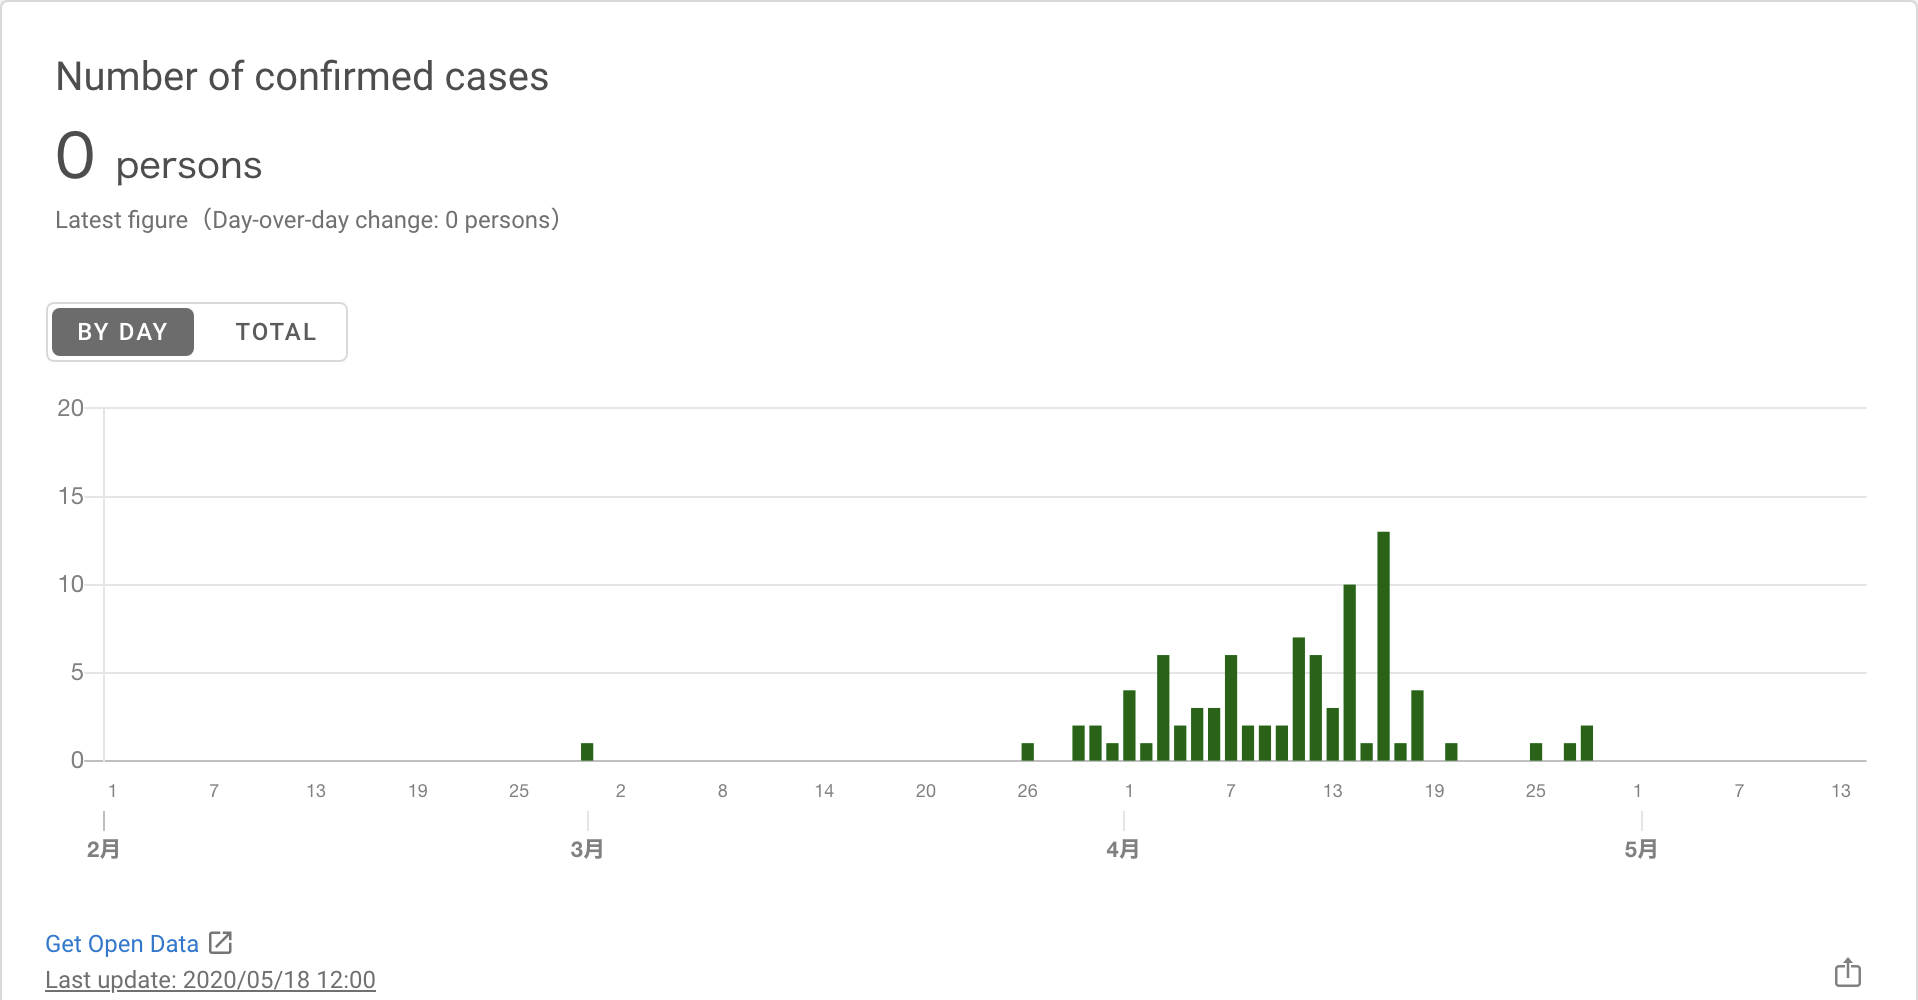 Number of confirmed cases
0 persons
Latest figure（Day-over-day change: 0 persons）
BY DAY TOTAL
20
15
10
5
0
1 7 13 19 25 2 8 14 20 26 1 7 13 19 25 1 7 13
2月 3月 4月 5月
Get Open Data
Last update: 2020/05/18 12:00